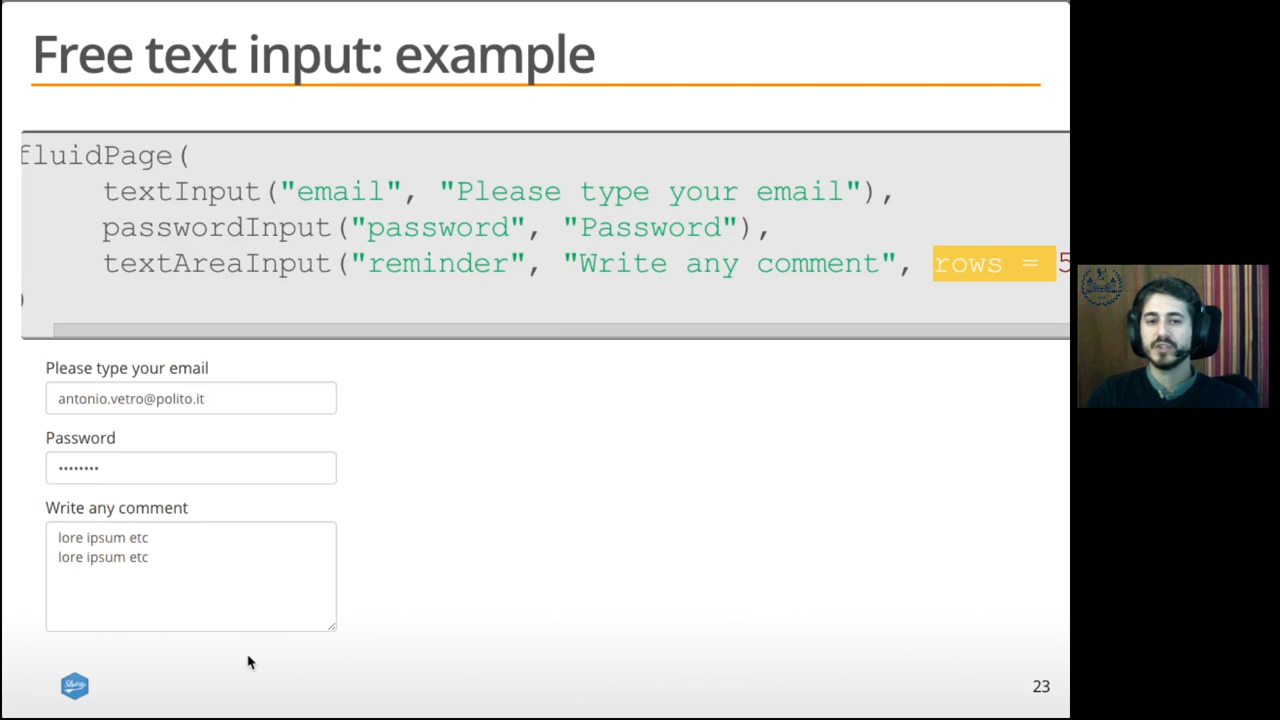 Free text input: example
fluidPage(
textInput("email", "Please type your email"),
passwordInput("password", "Password"),
textAreaInput("reminder", "Write any comment", rows = 5
)
Please type your email
antonio.vetro@polito.it
Password
••••••••
Write any comment
lore ipsum etc
lore ipsum etc
Shiny
23